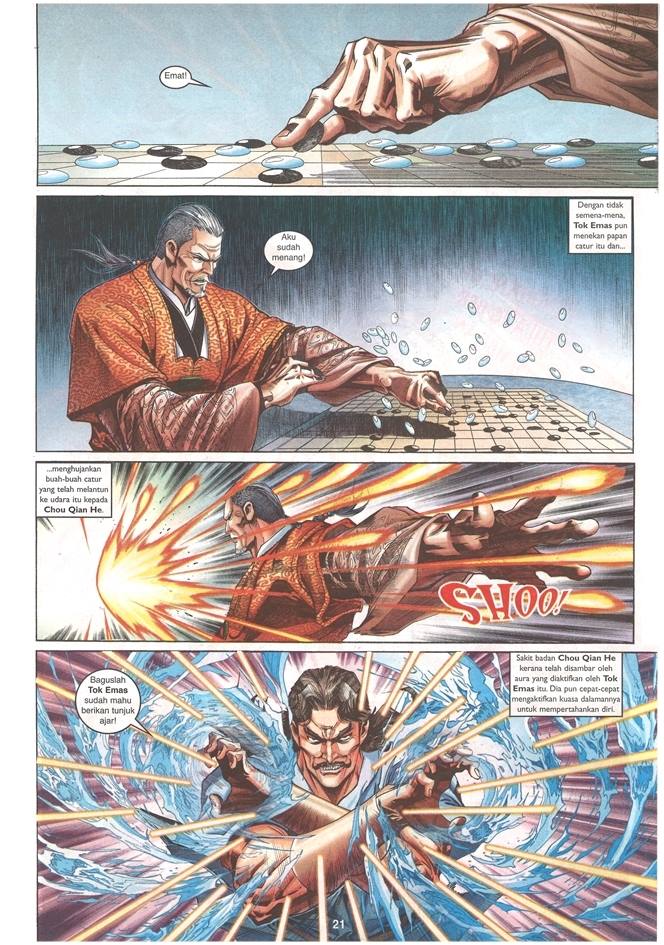 Emat!
Dengan tidak
semena-mena,
Tok Emas pun
menekan papan
catur itu dan...
Aku
sudah
menang!
...menghujankan
buah-buah catur
yang telah melantun
ke udara itu kepada
Chou Qian He.
SHOO!
Sakit badan Chou Qian He
kerana telah disambar oleh
aura yang diaktifkan oleh Tok
Emas itu. Dia pun cepat-cepat
mengaktifkan kuasa dalamannya
untuk mempertahankan diri.
Baguslah
Tok Emas
sudah mahu
berikan tunjuk
ajar!
21